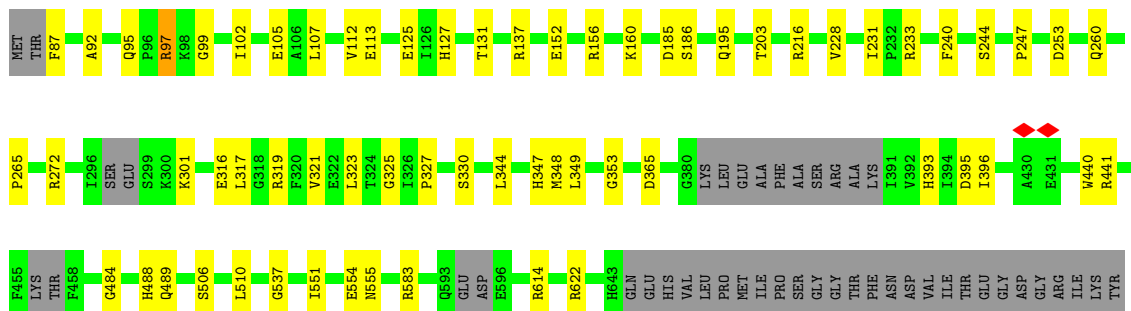 MET THR F87 A92 Q95 P96 R97 K98 G99 I102 E105 A106 L107 V112 E113 E125 I126 H127 T131 R137 E152 R156 K160 D185 S186 Q195 T203 R216 V228 I231 P232 R233 F240 S244 P247 D253 Q260
P265 R272 I296 SER GLU S299 K300 K301 E316 L317 G318 R319 F320 V321 E322 L323 T324 G325 I326 P327 S330 L344 H347 M348 L349 G353 D365 G380 LYS LEU GLU ALA PHE ALA SER ARG ALA LYS I391 V392 H393 I394 D395 I396 A430 E431 W440 R441
F455 LYS THR F458 G484 H488 Q489 S506 L510 G537 I551 E554 N555 R583 Q593 GLU ASP E596 R614 R622 H643 GLN GLU HIS VAL LEU PRO MET ILE PRO SER GLY GLY THR PHE ASN ASP VAL ILE THR GLU GLY ASP GLY ARG ILE LYS TYR